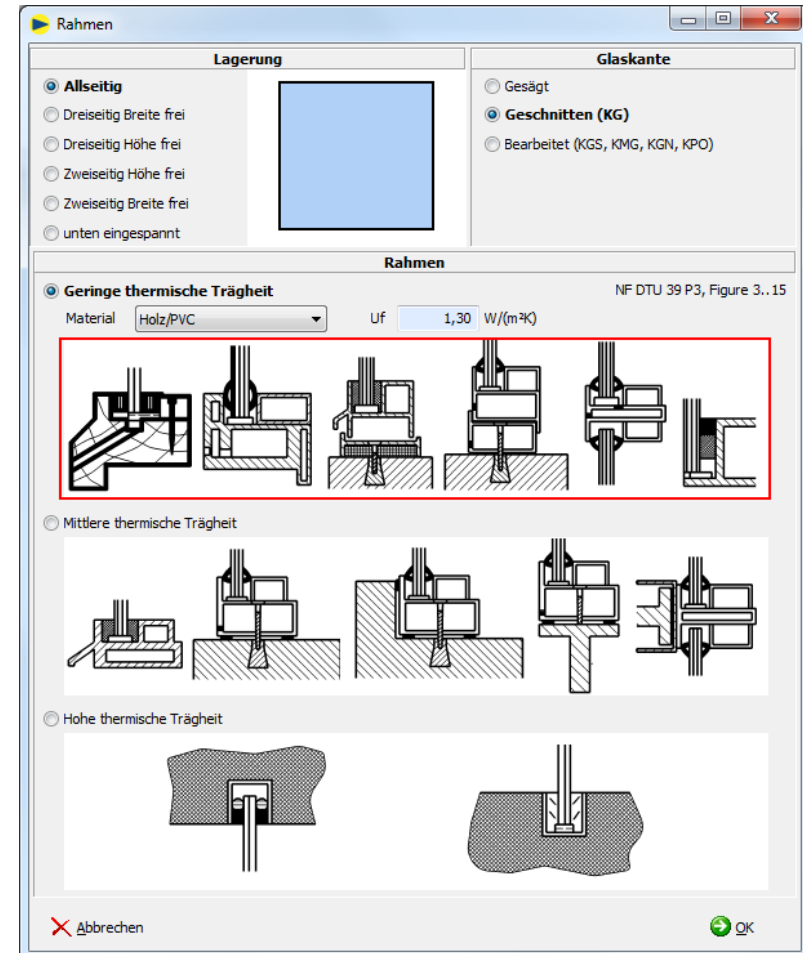 Rahmen
Lagerung
Allseitig
Dreiseitig Breite frei
Dreiseitig Höhe frei
Zweiseitig Höhe frei
Zweiseitig Breite frei
unten eingespannt
Glaskante
Gesägt
Geschnitten (KG)
Bearbeitet (KGS, KMG, KGN, KPO)
Rahmen
Geringe thermische Trägheit NF DTU 39 P3, Figure 3..15
Material Holz/PVC Uf 1,30 W/(m²K)
Mittlere thermische Trägheit
Hohe thermische Trägheit
Abbrechen OK